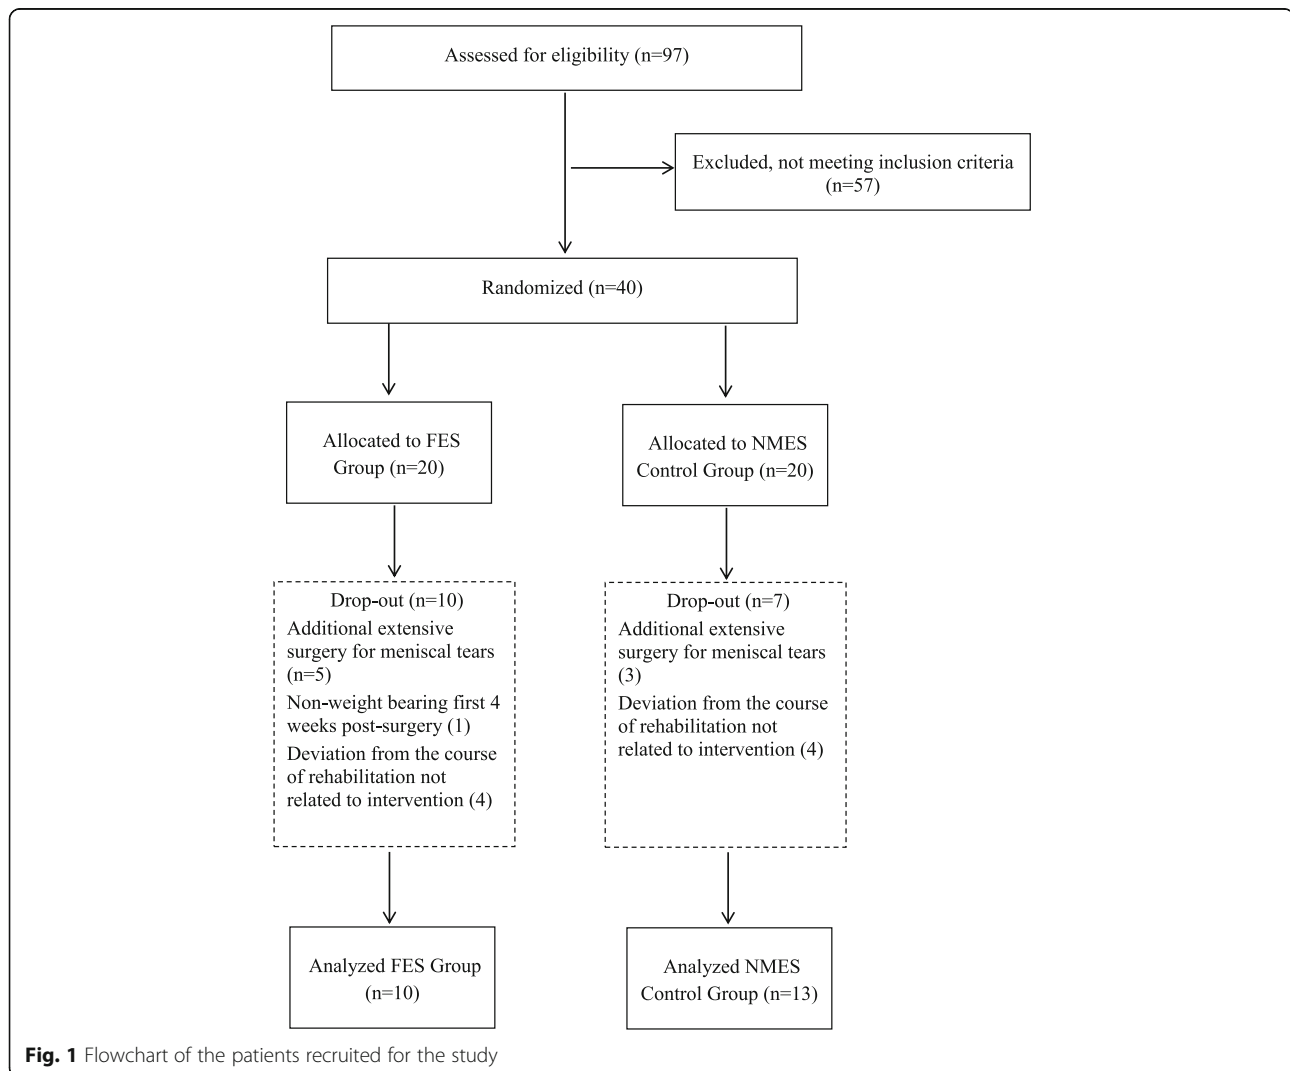 Assessed for eligibility (n=97)
Excluded, not meeting inclusion criteria
(n=57)
Randomized (n=40)
Allocated to FES
Group (n=20)
Allocated to NMES
Control Group (n=20)
Drop-out (n=10)
Additional extensive
surgery for meniscal tears
(n=5)
Non-weight bearing first 4
weeks post-surgery (1)
Deviation from the course
of rehabilitation not
related to intervention (4)
Drop-out (n=7)
Additional extensive
surgery for meniscal tears
(3)
Deviation from the course
of rehabilitation not
related to intervention (4)
Analyzed FES Group
(n=10)
Analyzed NMES
Control Group (n=13)
Fig. 1 Flowchart of the patients recruited for the study